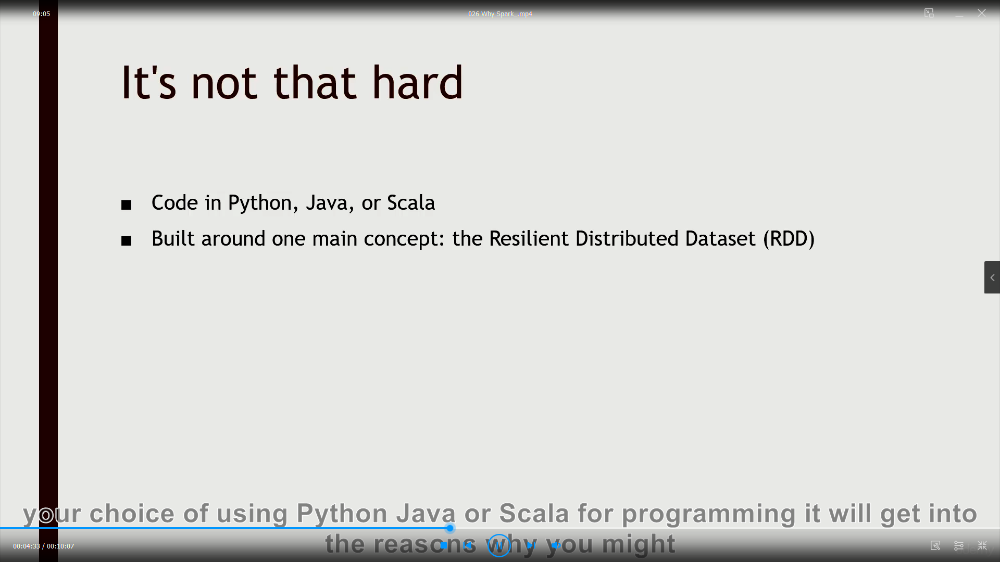 09:05
026 Why Spark_.mp4
It's not that hard
Code in Python, Java, or Scala
Built around one main concept: the Resilient Distributed Dataset (RDD)
your choice of using Python Java or Scala for programming it will get into
the reasons why you might
00:04:33 / 00:10:07